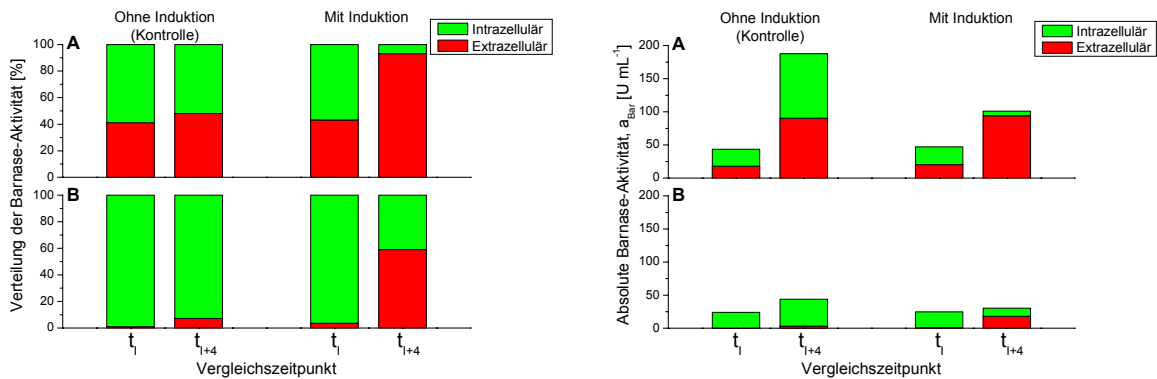 Ohne Induktion
(Kontrolle)
Mit Induktion
Intrazellulär
Extrazellulär
A
100
80
60
40
20
0
B
100
80
60
40
20
0
Verteilung der Barnase-Aktivität [%]
t_I
t_I+4
t_I
t_I+4
Vergleichszeitpunkt
Ohne Induktion
(Kontrolle)
Mit Induktion
Intrazellulär
Extrazellulär
A
200
150
100
50
0
B
200
150
100
50
0
Absolute Barnase-Aktivität, a_Bar [U mL⁻¹]
t_I
t_I+4
t_I
t_I+4
Vergleichszeitpunkt